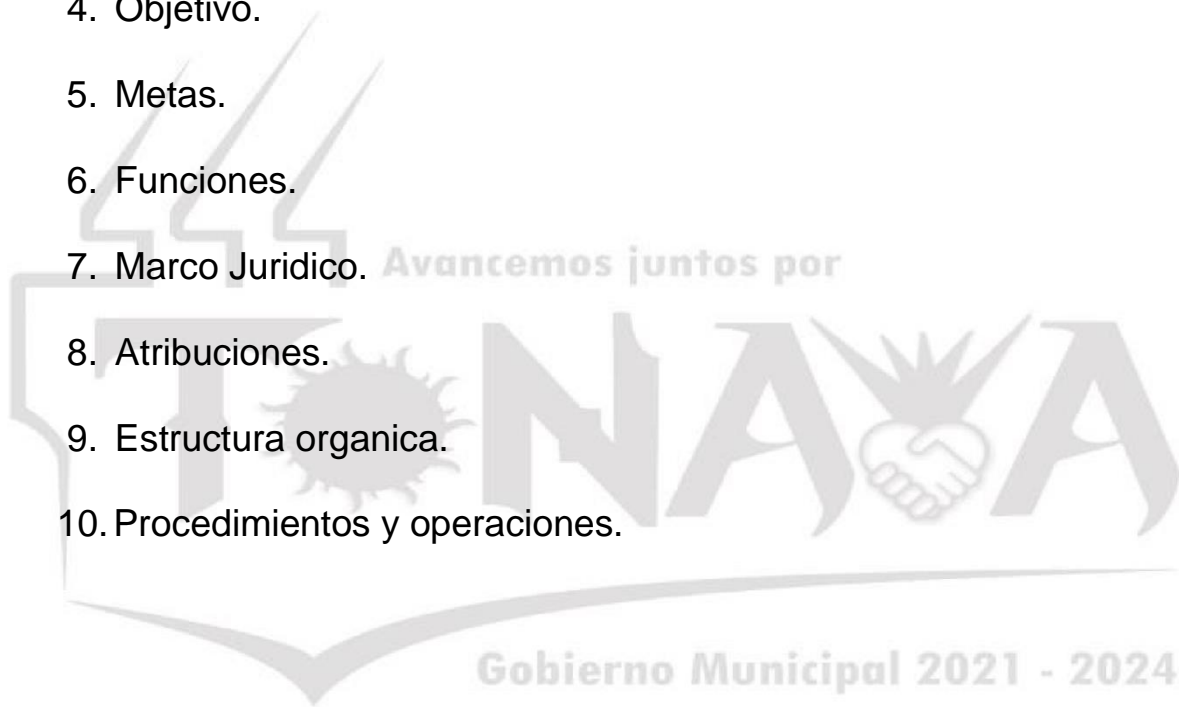 4. Objetivo.
5. Metas.
6. Funciones.
7. Marco Juridico.
Avancemos juntos por
TONAYA
8. Atribuciones.
9. Estructura organica.
10. Procedimientos y operaciones.
Gobierno Municipal 2021 - 2024